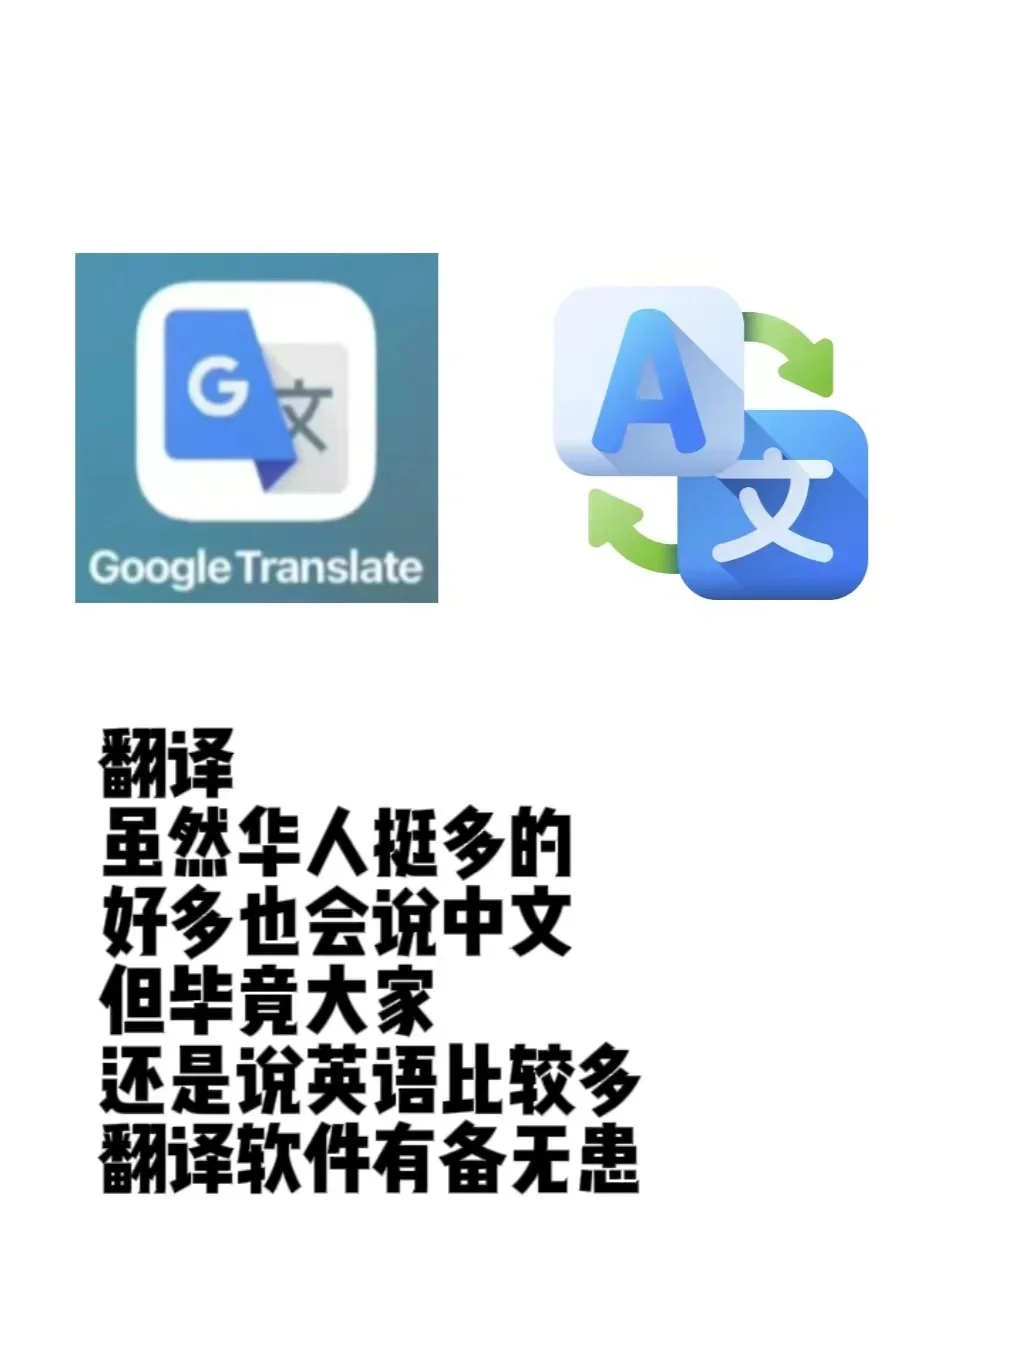 G 文
Google Translate
A
文
翻译
虽然华人挺多的
好多也会说中文
但毕竟大家
还是说英语比较多
翻译软件有备无患